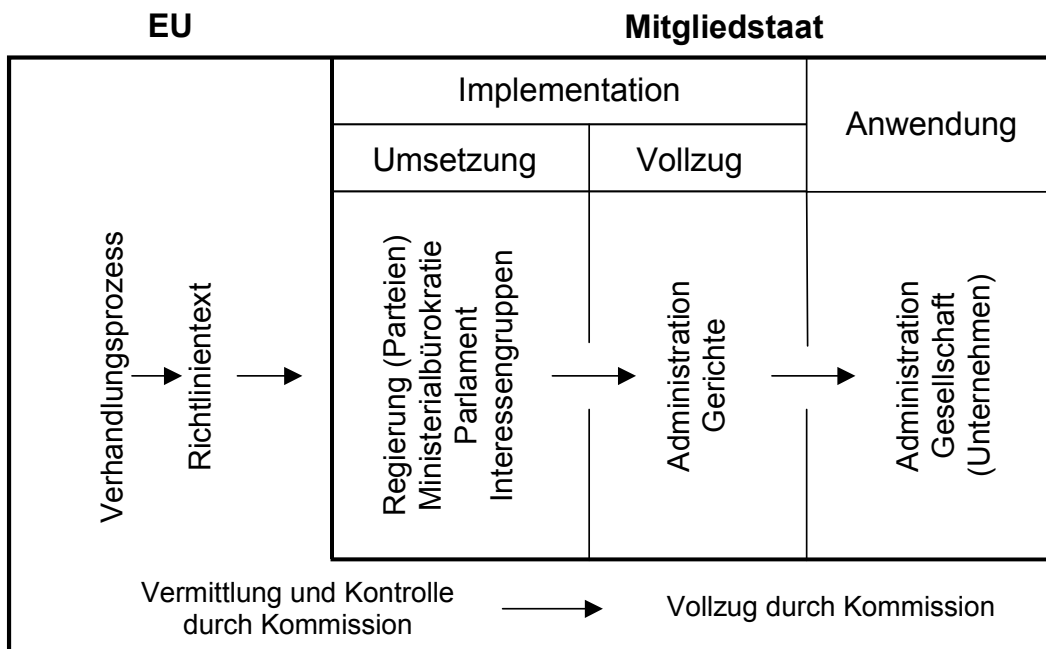 EU
Mitgliedstaat
Implementation
Anwendung
Umsetzung
Vollzug
Verhandlungsprozess
Richtlinientext
Regierung (Parteien)
Ministerialbürokratie
Parlament
Interessengruppen
Administration
Gerichte
Administration
Gesellschaft
(Unternehmen)
Vermittlung und Kontrolle
durch Kommission
Vollzug durch Kommission